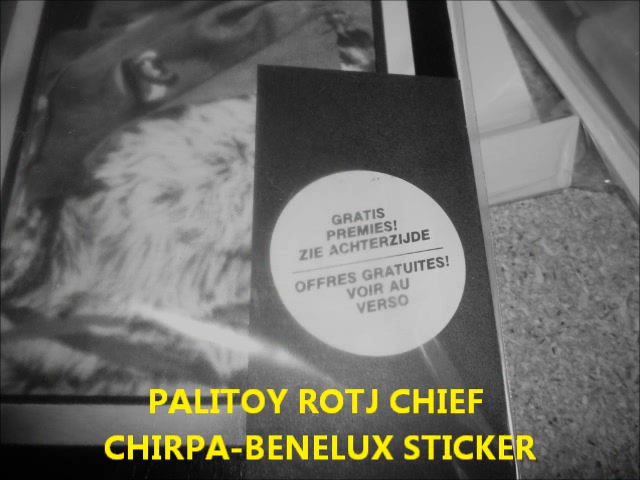 GRATIS
PREMIES!
ZIE ACHTERZIJDE
OFFRES GRATUITES!
VOIR AU
VERSO
PALITOY ROTJ CHIEF
CHIRPA-BENELUX STICKER